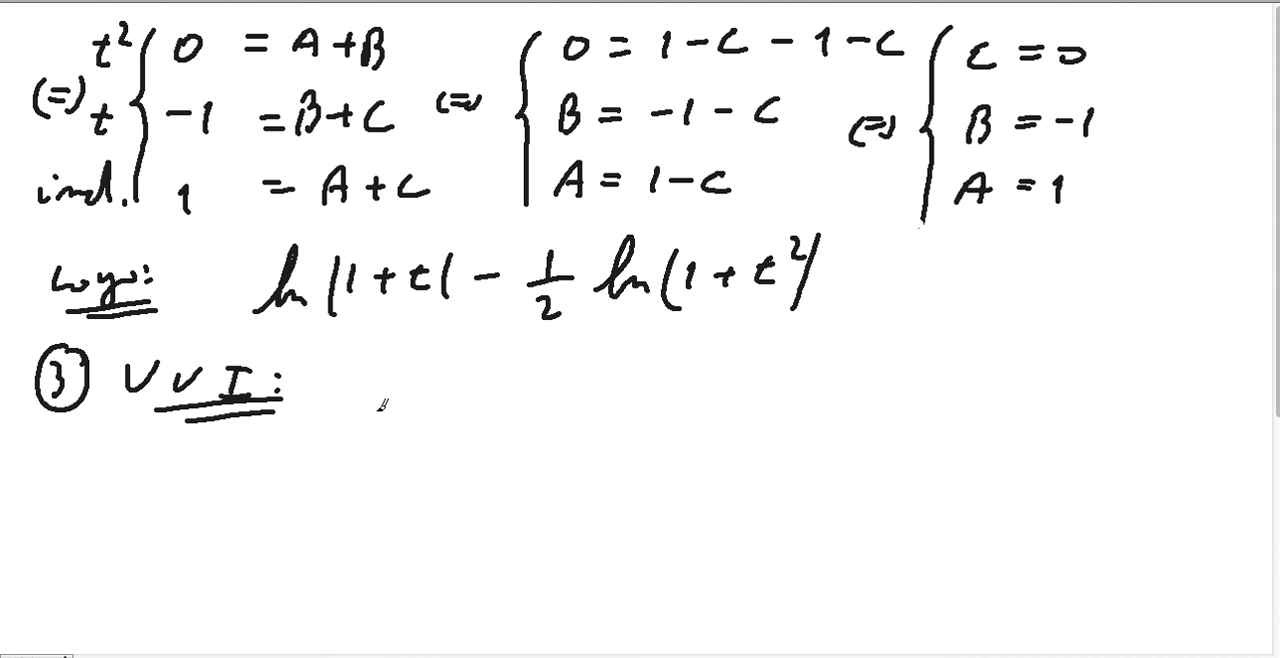 (=) t² { 0 = A + B (=) { 0 = 1 - C - 1 - C (=) { C = 0
t { -1 = B + C { B = -1 - C { B = -1
ind. { 1 = A + C { A = 1 - C { A = 1
ln |1 + t| - 1/2 ln (1 + t²)
③ V V I :